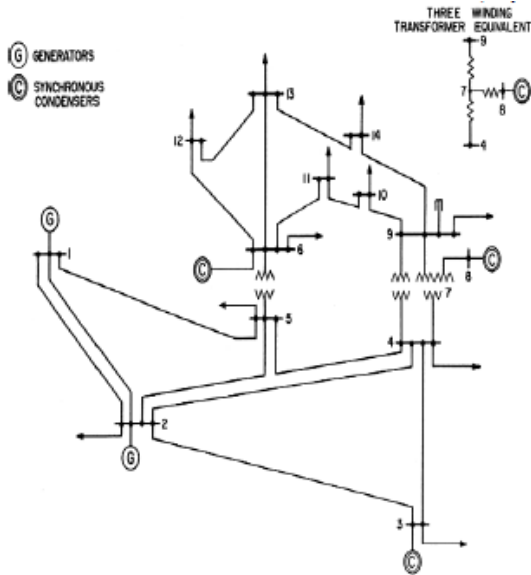 THREE WINDING
TRANSFORMER EQUIVALENT
9
7
C
8
4
G GENERATORS
C SYNCHRONOUS
CONDENSERS
13
14
12
11
10
G
1
C
6
9
C
8
7
5
4
2
G
3
C